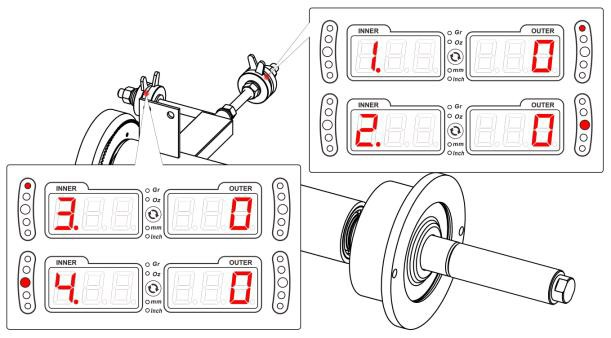 INNER OUTER
Gr
Oz
1. 0
mm
Inch
INNER OUTER
Gr
Oz
2. 0
mm
Inch
INNER OUTER
Gr
Oz
3. 0
mm
Inch
INNER OUTER
Gr
Oz
4. 0
mm
Inch